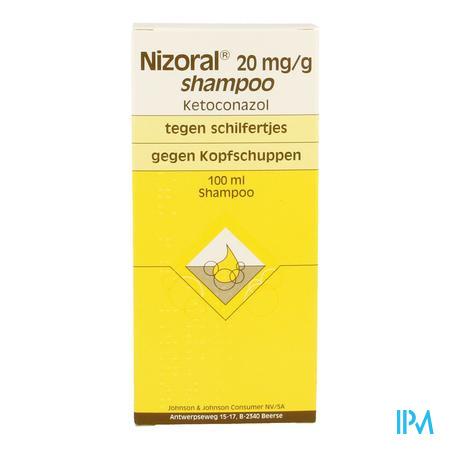 Nizoral® 20 mg/g
shampoo
Ketoconazol
tegen schilfertjes
gegen Kopfschuppen
100 ml
Shampoo
Johnson & Johnson Consumer NV/SA
Antwerpseweg 15-17, B-2340 Beerse
IPM